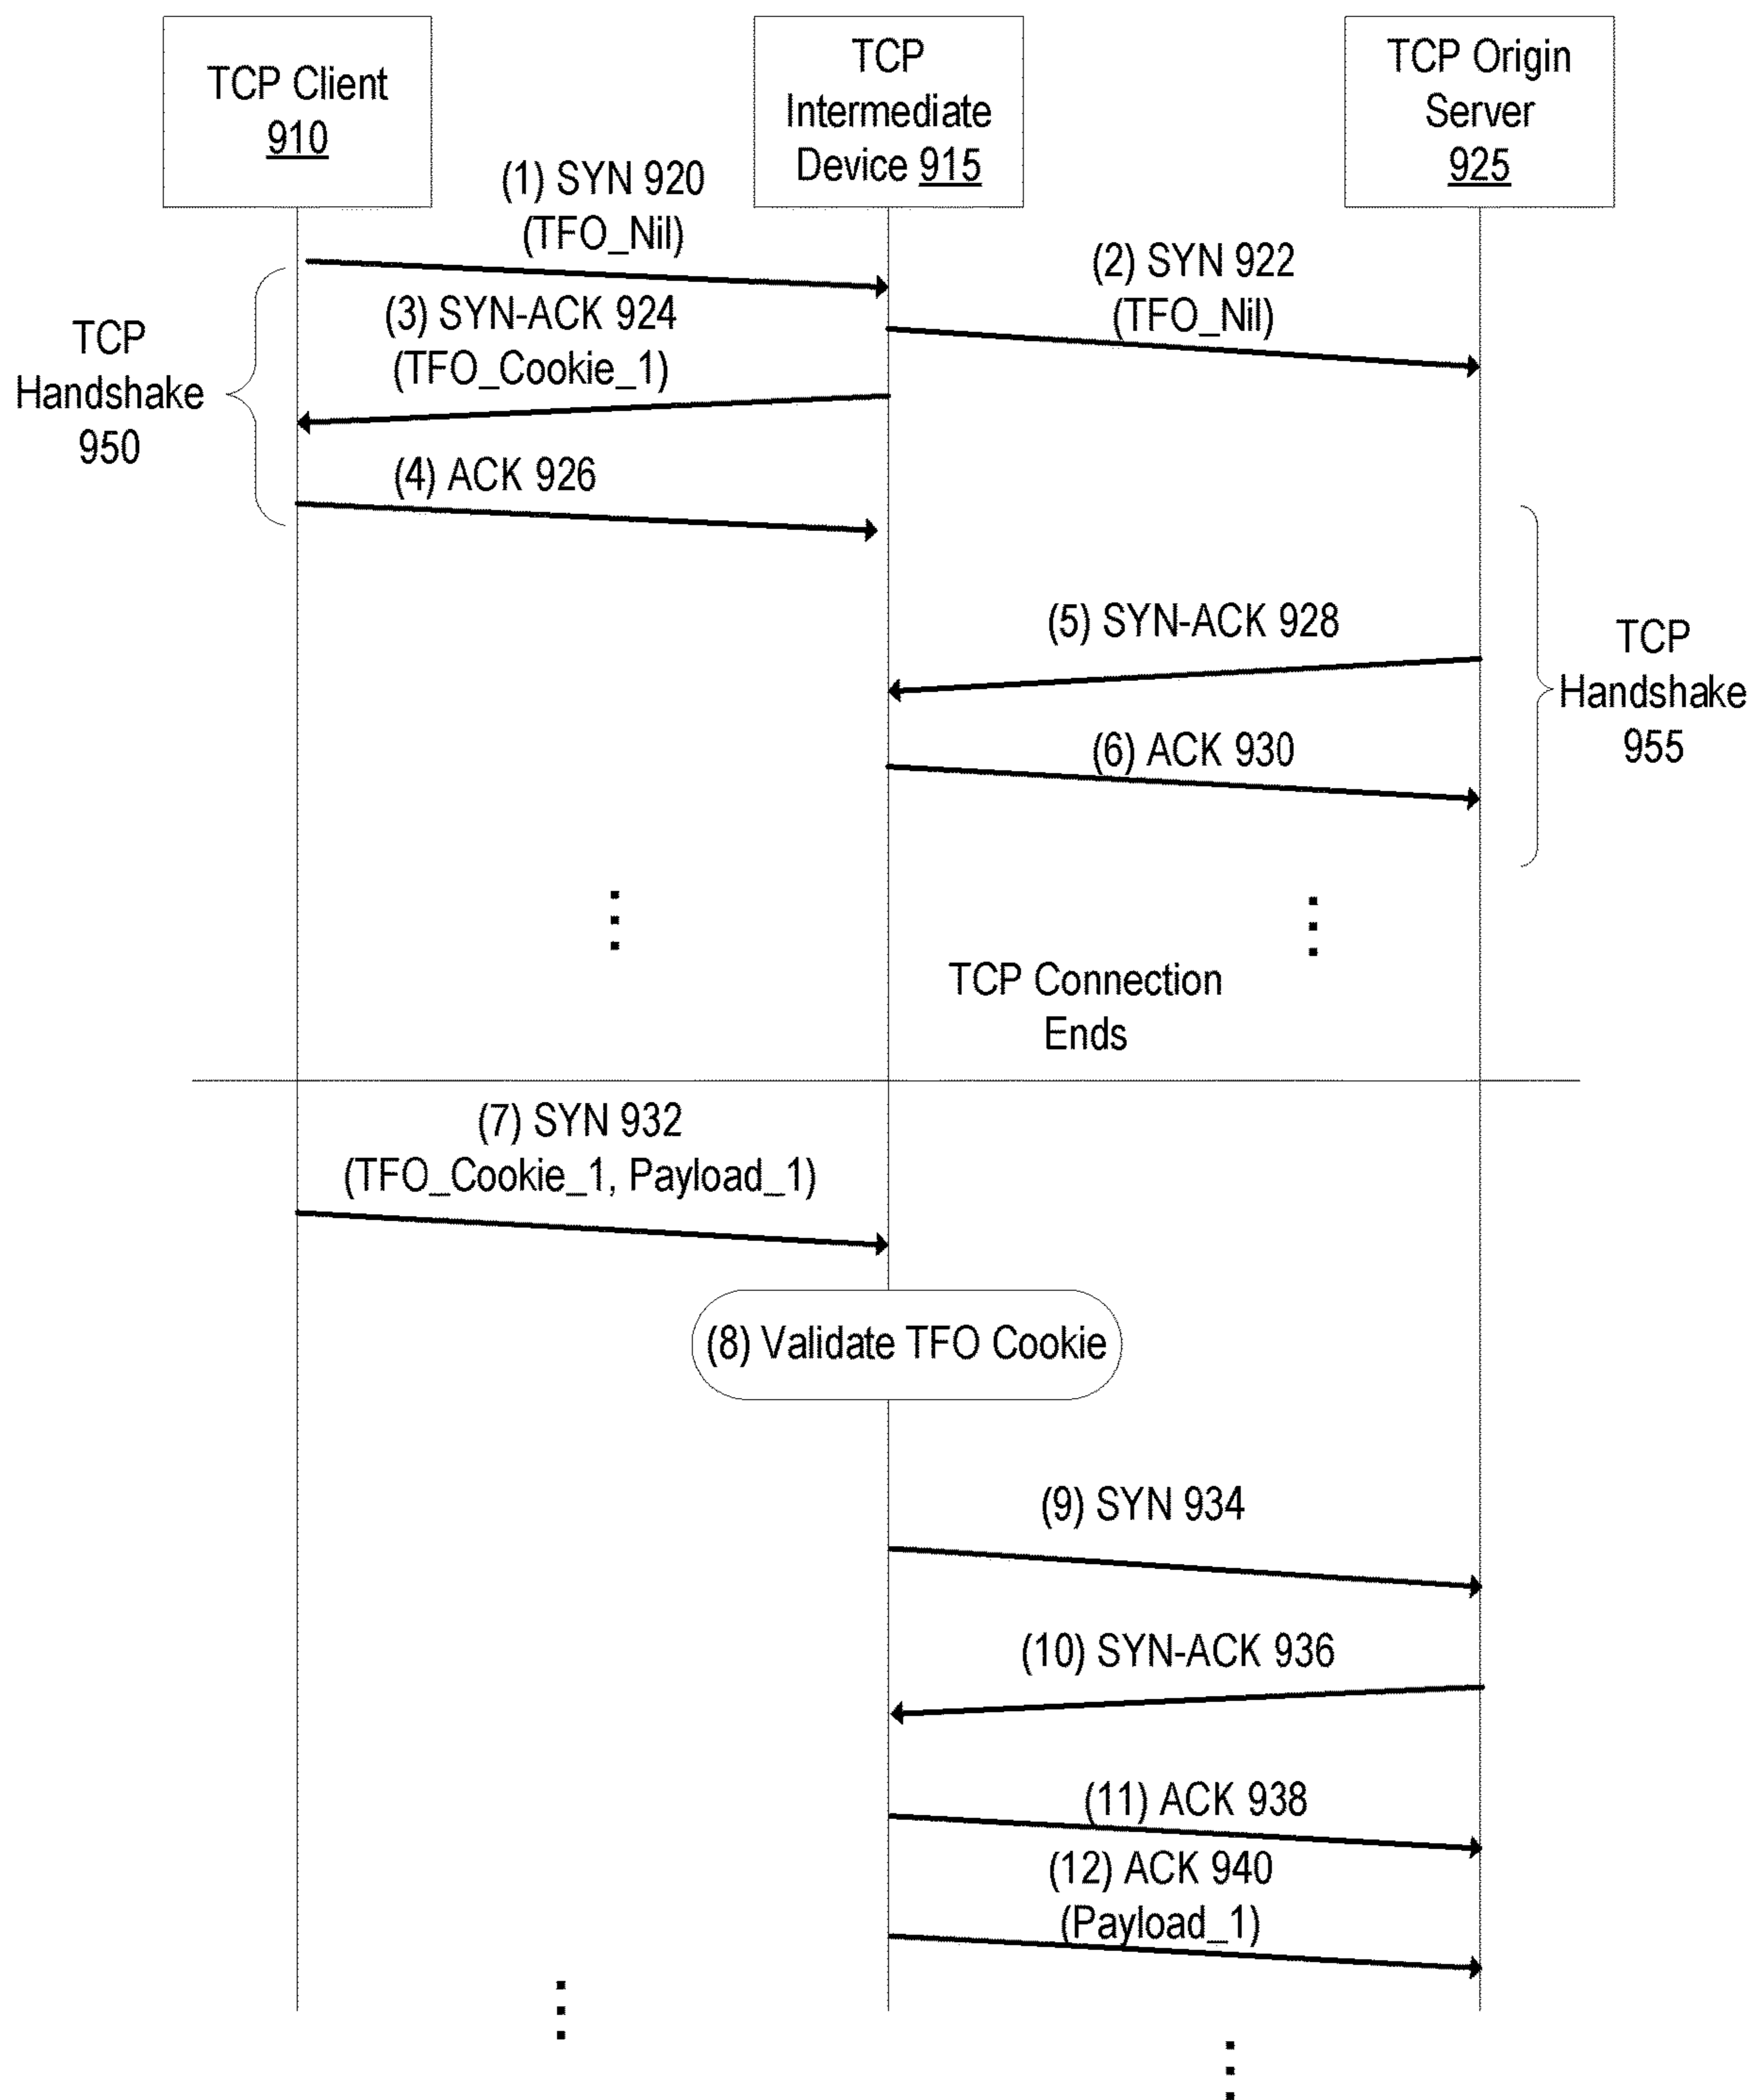 TCP Client
910
TCP
Intermediate
Device 915
TCP Origin
Server
925
(1) SYN 920
(TFO_Nil)
(2) SYN 922
(TFO_Nil)
(3) SYN-ACK 924
(TFO_Cookie_1)
TCP
Handshake
950
(4) ACK 926
(5) SYN-ACK 928
TCP
Handshake
955
(6) ACK 930
TCP Connection
Ends
(7) SYN 932
(TFO_Cookie_1, Payload_1)
(8) Validate TFO Cookie
(9) SYN 934
(10) SYN-ACK 936
(11) ACK 938
(12) ACK 940
(Payload_1)